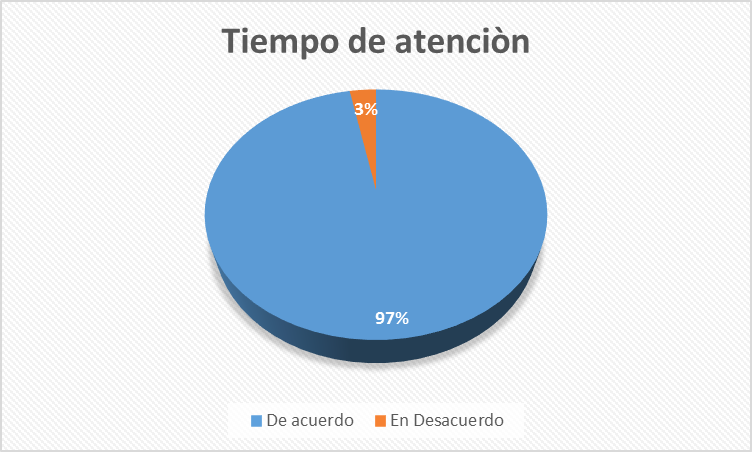 Tiempo de atenciòn
3%
97%
De acuerdo
En Desacuerdo